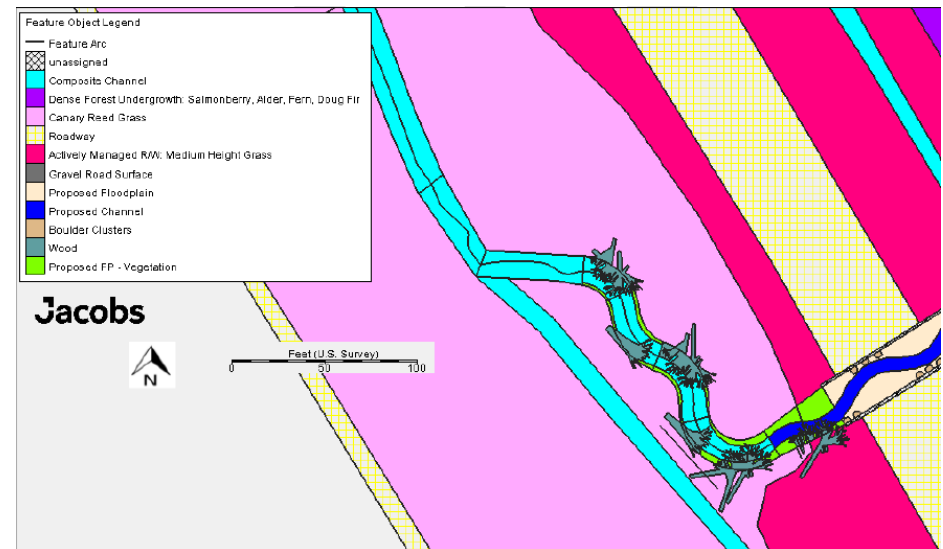 Feature Object Legend
Feature Arc
unassigned
Composite Channel
Dense Forest Undergrowth: Salmonberry, Alder, Fern, Doug Fir
Canary Reed Grass
Roadway
Actively Managed R/W: Medium Height Grass
Gravel Road Surface
Proposed Floodplain
Proposed Channel
Boulder Clusters
Wood
Proposed FP - Vegetation
Jacobs
N
Feet (U.S. Survey)
0 50 100